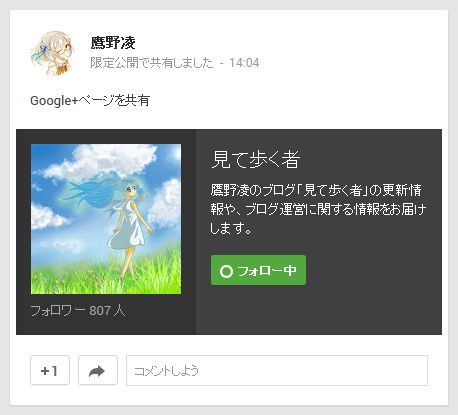 鷹野凌
限定公開で共有しました - 14:04
Google+ページを共有
見て歩く者
鷹野凌のブログ「見て歩く者」の更新情
報や、ブログ運営に関する情報をお届け
します。
フォロー中
フォロワー 807 人
+1
コメントしよう